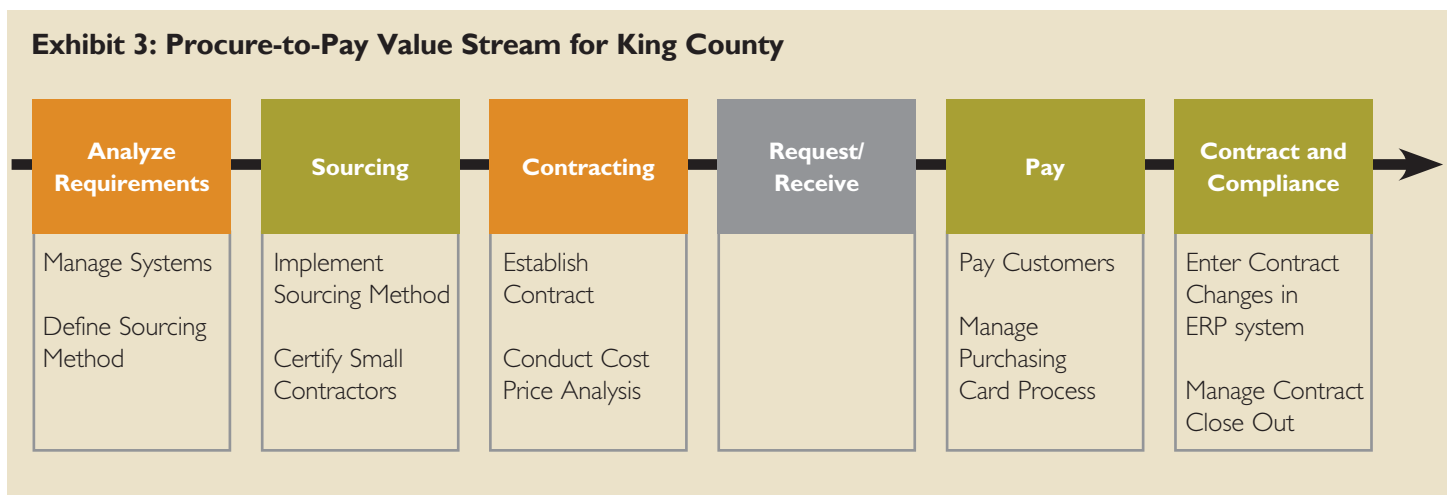 Exhibit 3: Procure-to-Pay Value Stream for King County
Analyze
Requirements
Manage Systems
Define Sourcing
Method
Sourcing
Implement
Sourcing Method
Certify Small
Contractors
Contracting
Establish
Contract
Conduct Cost
Price Analysis
Request/
Receive
Pay
Pay Customers
Manage
Purchasing
Card Process
Contract and
Compliance
Enter Contract
Changes in
ERP system
Manage Contract
Close Out